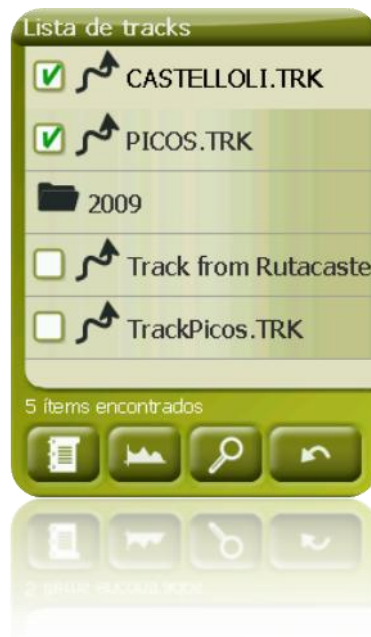 Lista de tracks
CASTELLOLI.TRK
PICOS.TRK
2009
Track from Rutacaste
TrackPicos.TRK
5 ítems encontrados